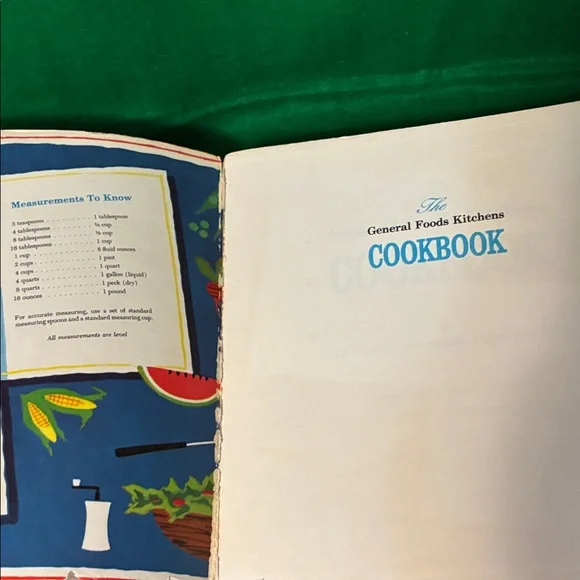 Measurements To Know
3 teaspoons . . . . . . . . . . 1 tablespoon
4 tablespoons . . . . . . . . . . ¼ cup
8 tablespoons . . . . . . . . . . ½ cup
16 tablespoons . . . . . . . . . . 1 cup
1 cup . . . . . . . . . . 8 fluid ounces
2 cups . . . . . . . . . . 1 pint
4 cups . . . . . . . . . . 1 quart
4 quarts . . . . . . . . . . 1 gallon (liquid)
8 quarts . . . . . . . . . . 1 peck (dry)
16 ounces . . . . . . . . . . 1 pound
For accurate measuring, use a set of standard
measuring spoons and a standard measuring cup.
All measurements are level
The
General Foods Kitchens
COOKBOOK